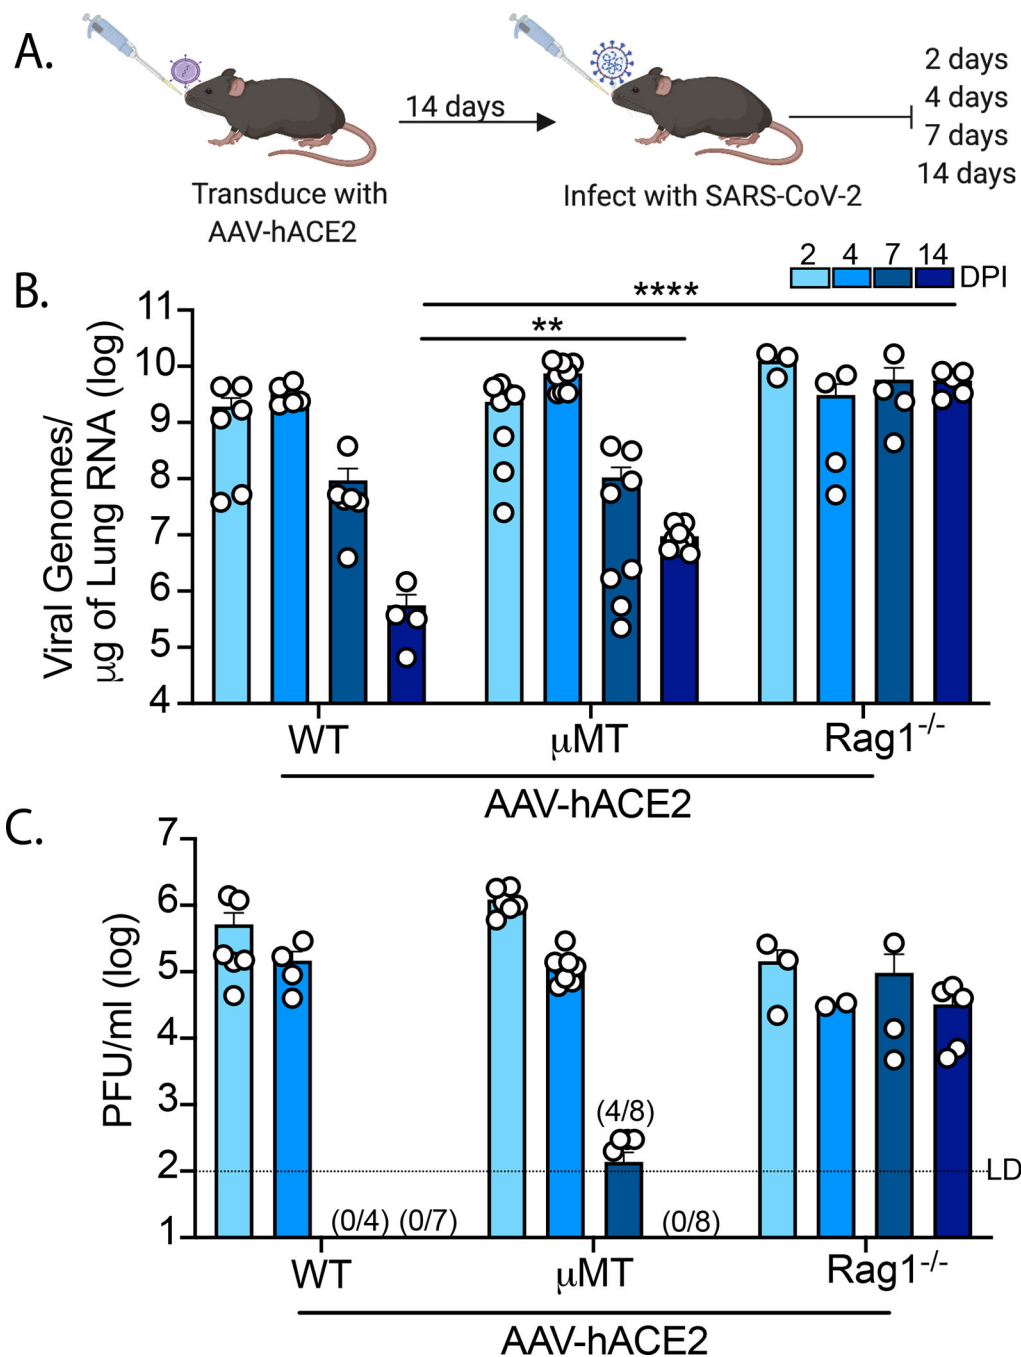 A.
14 days
Transduce with
AAV-hACE2
Infect with SARS-CoV-2
2 days
4 days
7 days
14 days
2 4 7 14
DPI
B.
****
**
Viral Genomes/
µg of Lung RNA (log)
11
10
9
8
7
6
5
4
WT µMT Rag1-/-
AAV-hACE2
C.
PFU/ml (log)
7
6
5
4
3
2
1
(4/8)
LD
(0/4) (0/7) (0/8)
WT µMT Rag1-/-
AAV-hACE2